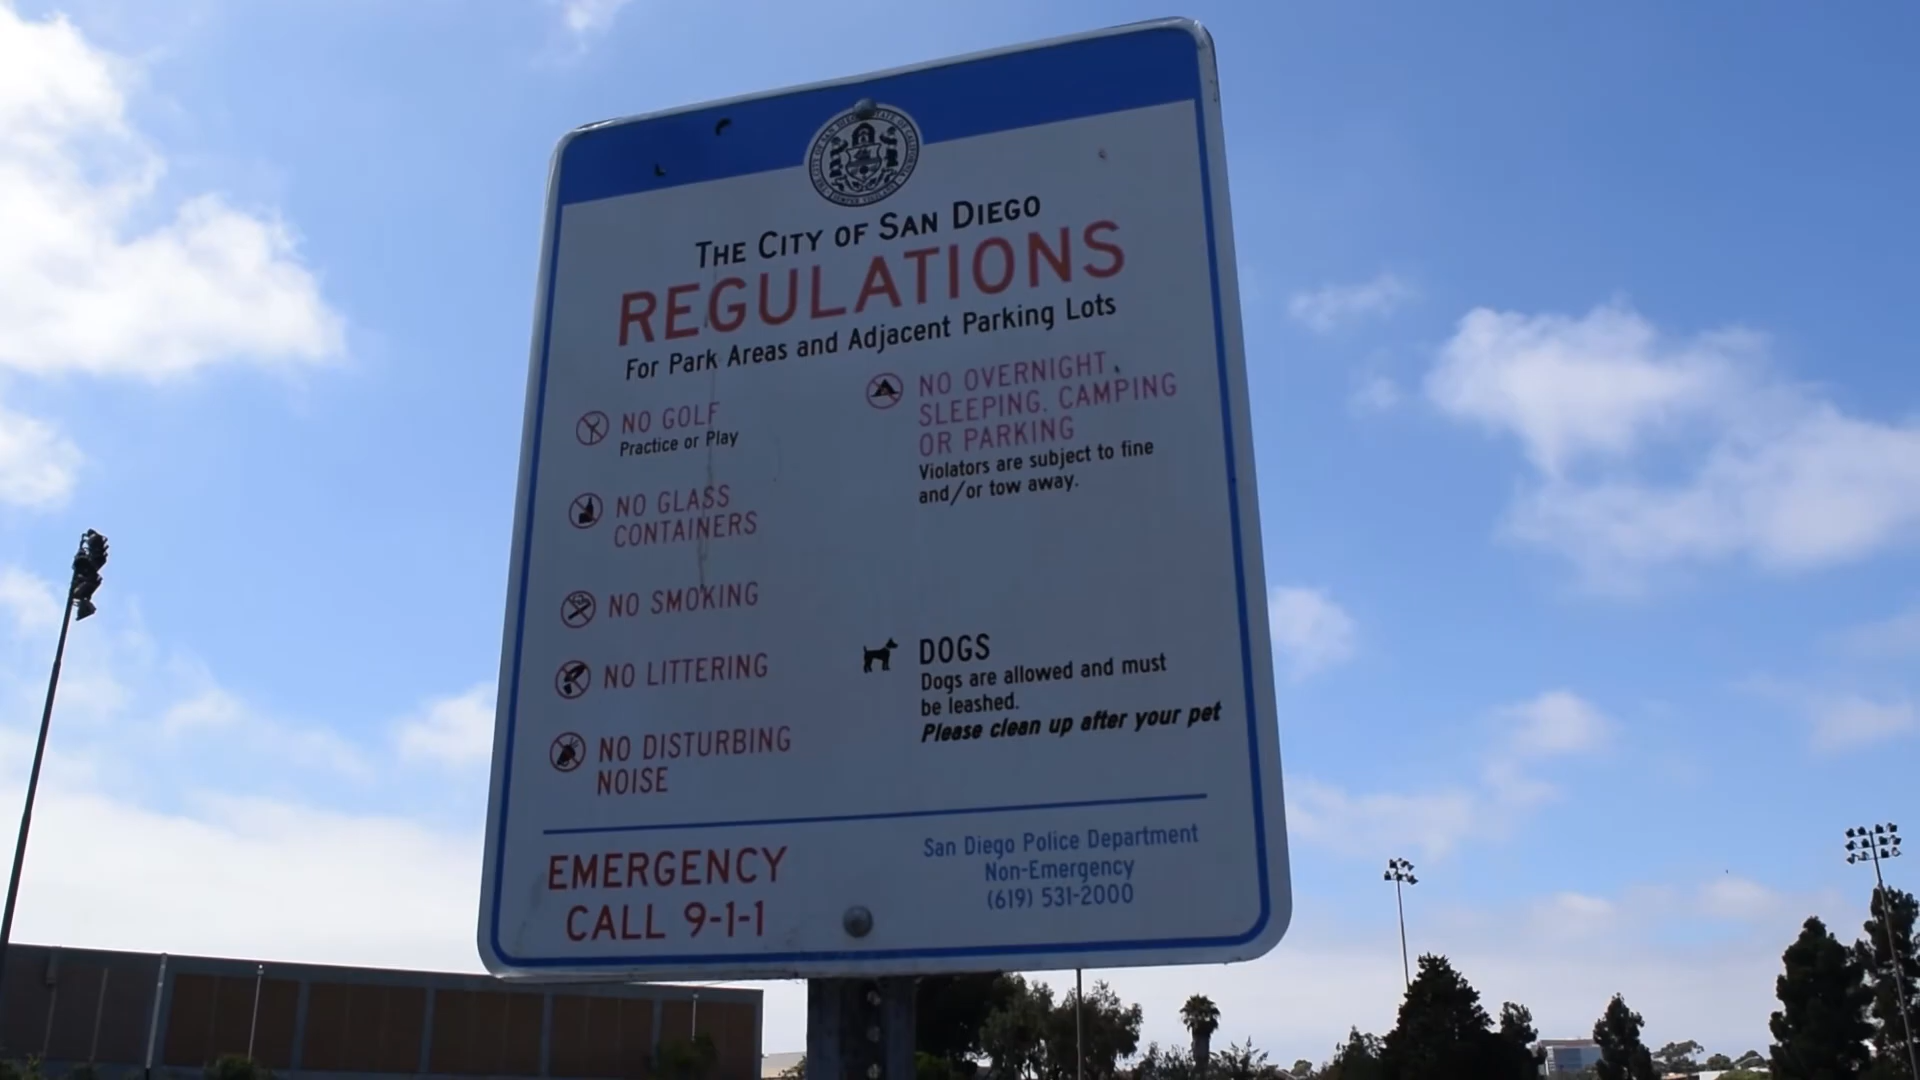 THE CITY OF SAN DIEGO
REGULATIONS
For Park Areas and Adjacent Parking Lots
NO GOLF
Practice or Play
NO GLASS
CONTAINERS
NO SMOKING
NO LITTERING
NO DISTURBING
NOISE
NO OVERNIGHT
SLEEPING, CAMPING
OR PARKING
Violators are subject to fine
and/or tow away.
DOGS
Dogs are allowed and must
be leashed.
Please clean up after your pet
EMERGENCY
CALL 9-1-1
San Diego Police Department
Non-Emergency
(619) 531-2000